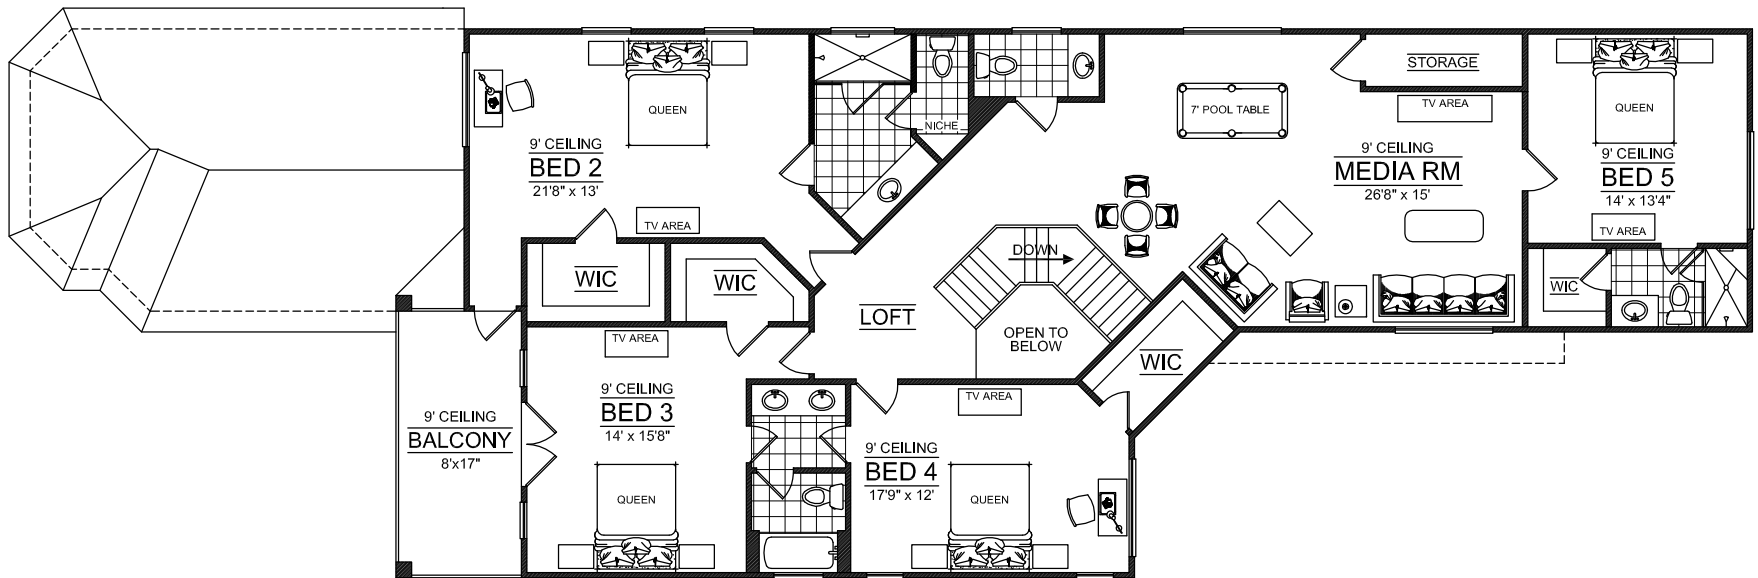 QUEEN
9' CEILING
BED 2
21'8" x 13'
TV AREA
NICHE
7' POOL TABLE
STORAGE
TV AREA
9' CEILING
MEDIA RM
26'8" x 15'
QUEEN
9' CEILING
BED 5
14' x 13'4"
TV AREA
WIC
WIC
WIC
DOWN
LOFT
OPEN TO
BELOW
WIC
TV AREA
9' CEILING
BED 3
14' x 15'8"
QUEEN
9' CEILING
BALCONY
8'x17"
TV AREA
9' CEILING
BED 4
17'9" x 12'
QUEEN